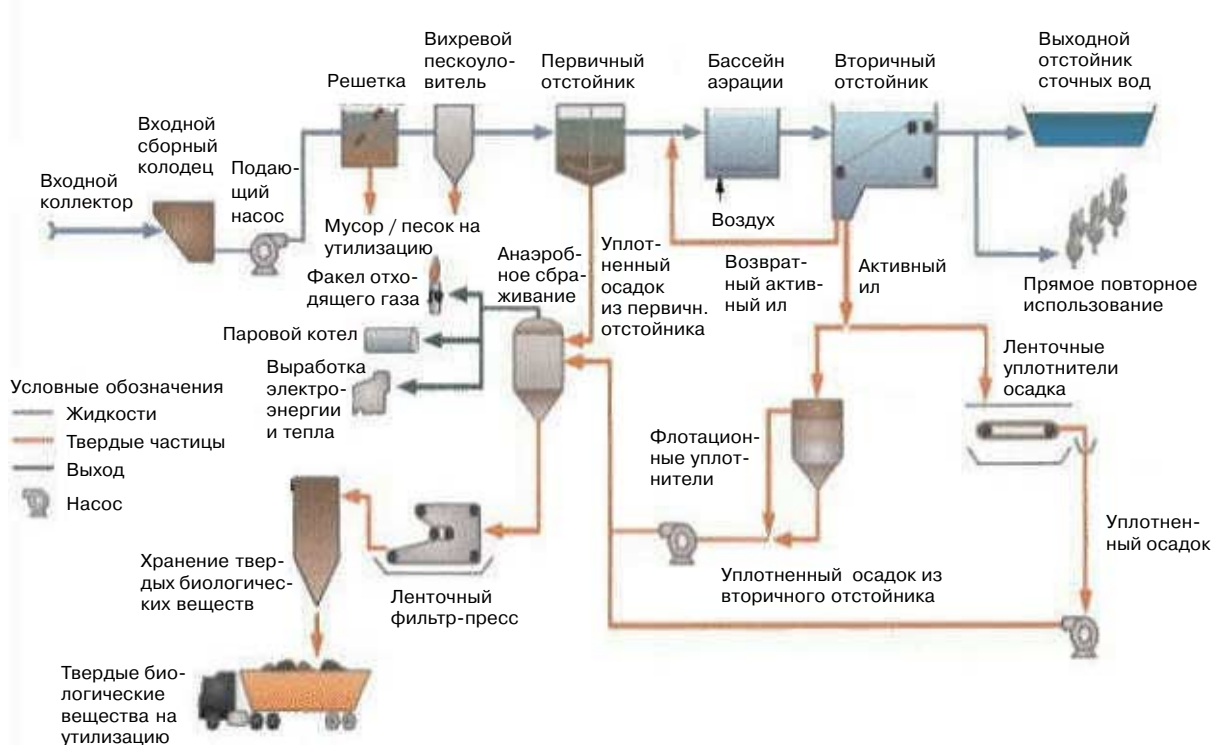 Входной
коллектор
Входной
сборный
колодец
Подаю-
щий
насос
Решетка
Вихревой
пескоуло-
витель
Первичный
отстойник
Бассейн
аэрации
Вторичный
отстойник
Выходной
отстойник
сточных вод
Мусор / песок на
утилизацию
Воздух
Прямое повторное
использование
Факел отхо-
дящего газа
Анаэроб-
ное сбра-
живание
Уплот-
ненный
осадок
из первичн.
отстойника
Возврат-
ный актив-
ный ил
Активный
ил
Паровой котел
Выработка
электро-
энергии
и тепла
Ленточные
уплотнители
осадка
Условные обозначения
Жидкости
Твердые частицы
Выход
Насос
Флотацион-
ные уплот-
нители
Уплотнен-
ный осадок
Хранение твер-
дых биологичес-
ких веществ
Ленточный
фильтр-пресс
Уплотненный осадок из
вторичного отстойника
Твердые био-
логические
вещества на
утилизацию